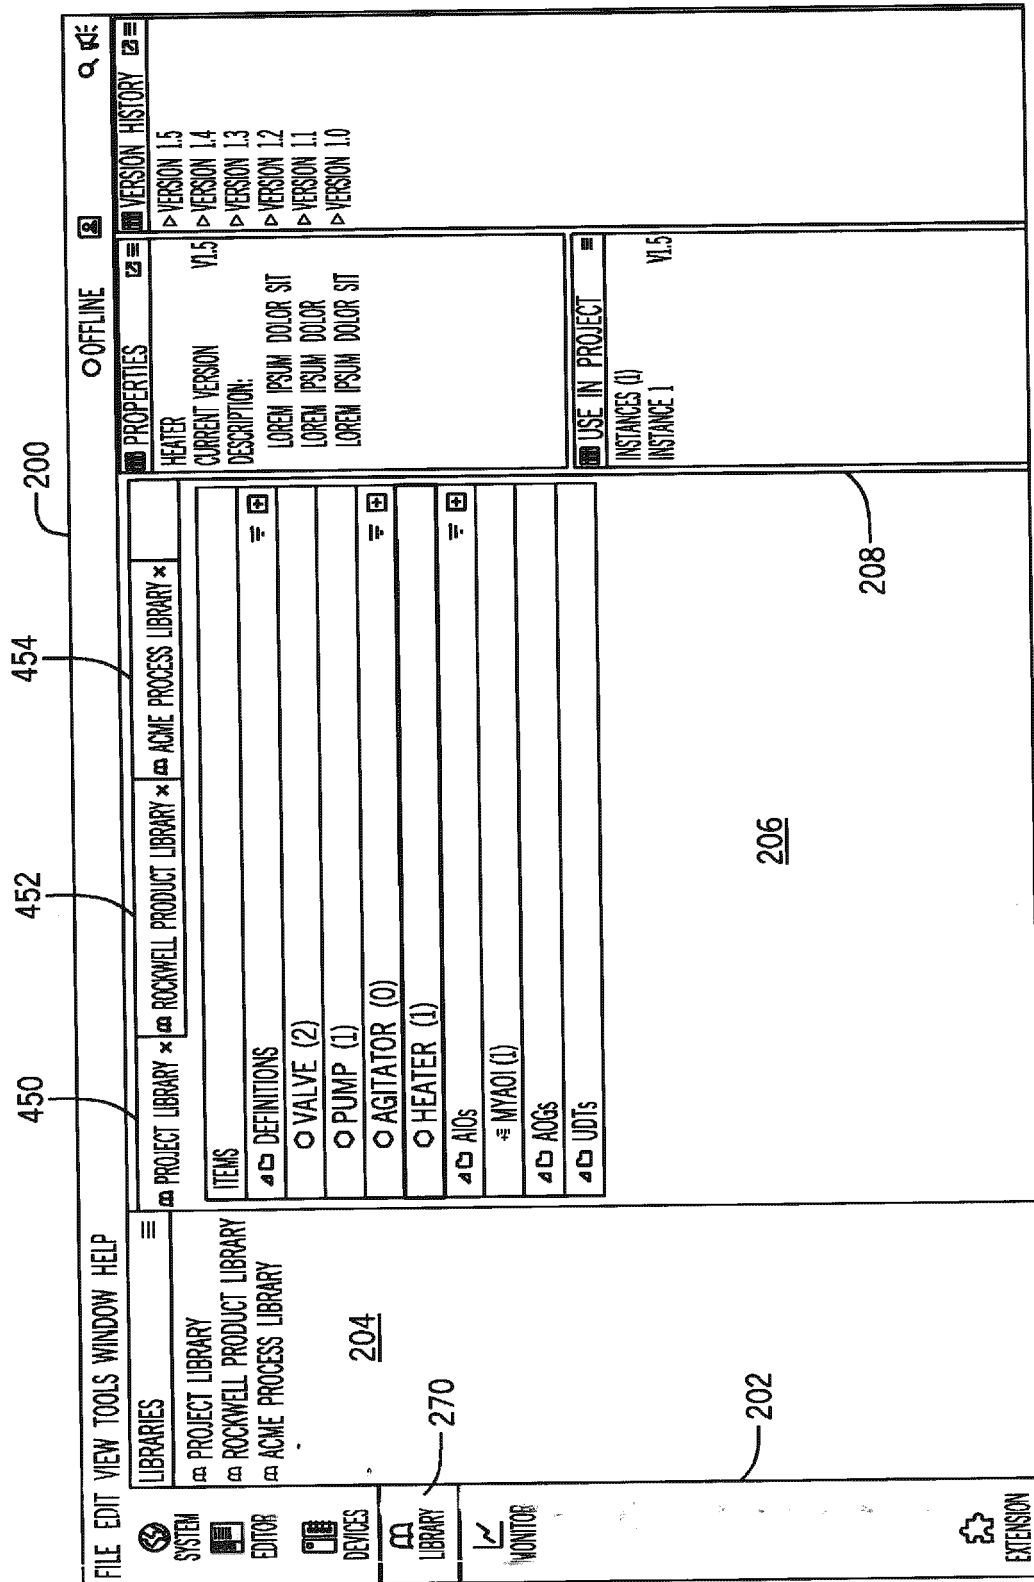 200
FILE EDIT VIEW TOOLS WINDOW HELP
OFFLINE
SYSTEM
EDITOR
DEVICES
LIBRARY
MONITOR
EXTENSION
270
202
LIBRARIES
PROJECT LIBRARY
ROCKWELL PRODUCT LIBRARY
ACME PROCESS LIBRARY
204
450
452
454
PROJECT LIBRARY × ROCKWELL PRODUCT LIBRARY × ACME PROCESS LIBRARY ×
ITEMS
DEFINITIONS
VALVE (2)
PUMP (1)
AGITATOR (0)
HEATER (1)
AIOs
MYAOI (1)
AOGs
UDTs
206
208
PROPERTIES
HEATER
CURRENT VERSION V1.5
DESCRIPTION:
LOREM IPSUM DOLOR SIT
LOREM IPSUM DOLOR
LOREM IPSUM DOLOR SIT
USE IN PROJECT
INSTANCES (1)
INSTANCE 1 V1.5
VERSION HISTORY
VERSION 1.5
VERSION 1.4
VERSION 1.3
VERSION 1.2
VERSION 1.1
VERSION 1.0